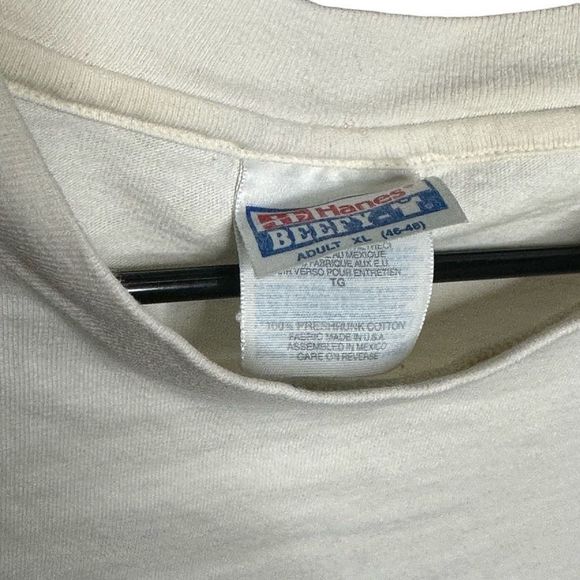 Hanes
BEEFY-T
ADULT XL (46-48)
AU MEXIQUE
FABRIQUE AUX E.U.
VERSO POUR ENTRETIEN
TG
100% PRESHRUNK COTTON
FABRIC MADE IN U.S.A.
ASSEMBLED IN MEXICO
CARE ON REVERSE